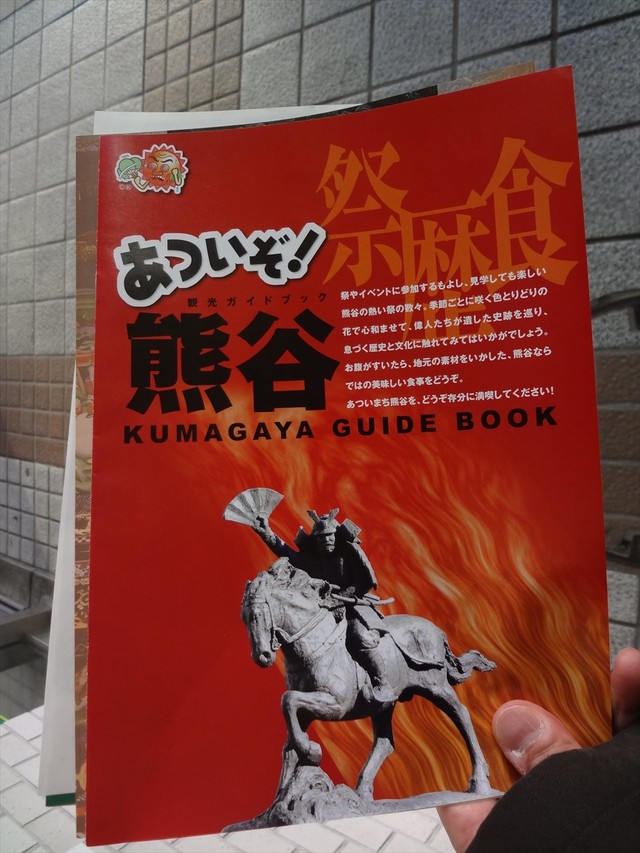 祭
歴
食
あついぞ!
観光ガイドブック
熊谷
KUMAGAYA GUIDE BOOK
祭やイベントに参加するもよし、見学しても楽しい
熊谷の熱い祭の数々。季節ごとに咲く色とりどりの
花で心和ませて、偉人たちが遺した史跡を巡り、
息づく歴史と文化に触れてみてはいかがでしょう。
お腹がすいたら、地元の素材をいかした、熊谷なら
ではの美味しい食事をどうぞ。
あついまち熊谷を、どうぞ存分に満喫してください!